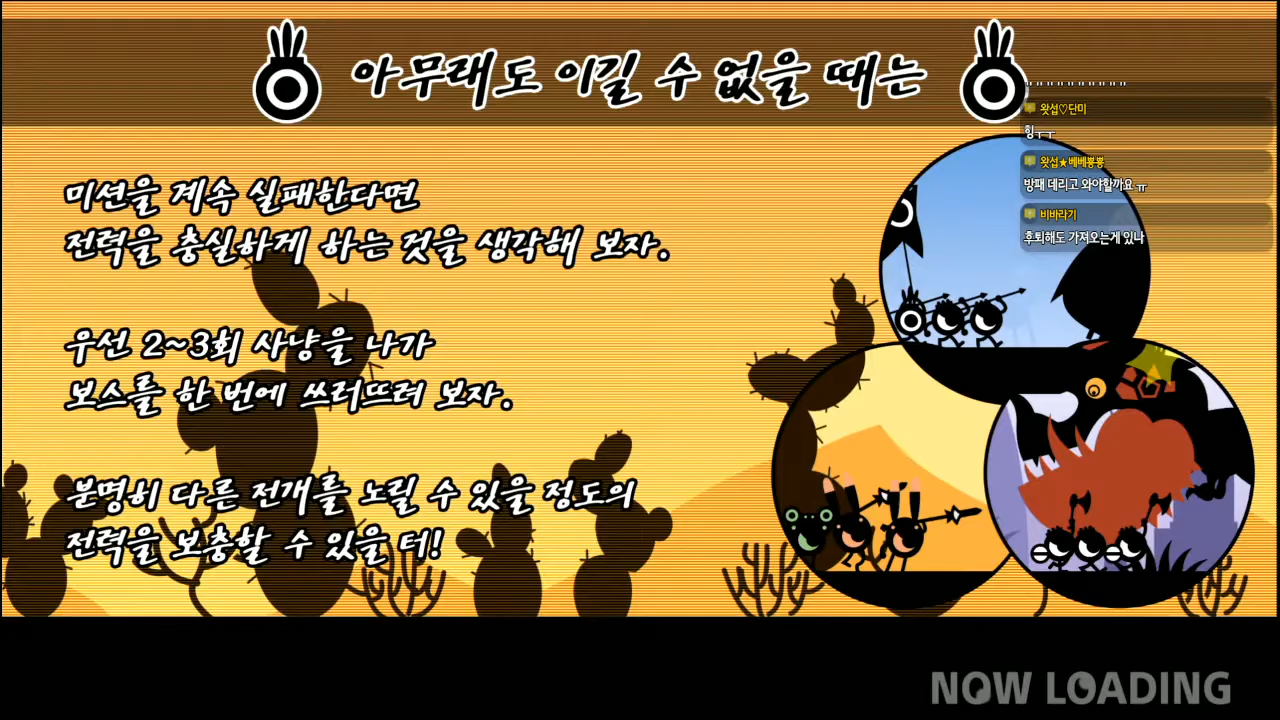 아무래도 이길 수 없을 때는
미션을 계속 실패한다면
전력을 충실하게 하는 것을 생각해 보자.
우선 2~3회 사냥을 나가
보스를 한 번에 쓰러뜨려 보자.
분명히 다른 전개를 노릴 수 있을 정도의
전력을 보충할 수 있을 터!
왓섭♡단미
힝ㅜㅜ
왓섭★베베뿅뿅
방패 데리고 와야할까요 ㅠ
비바라기
후퇴해도 가져오는게 있나
NOW LOADING